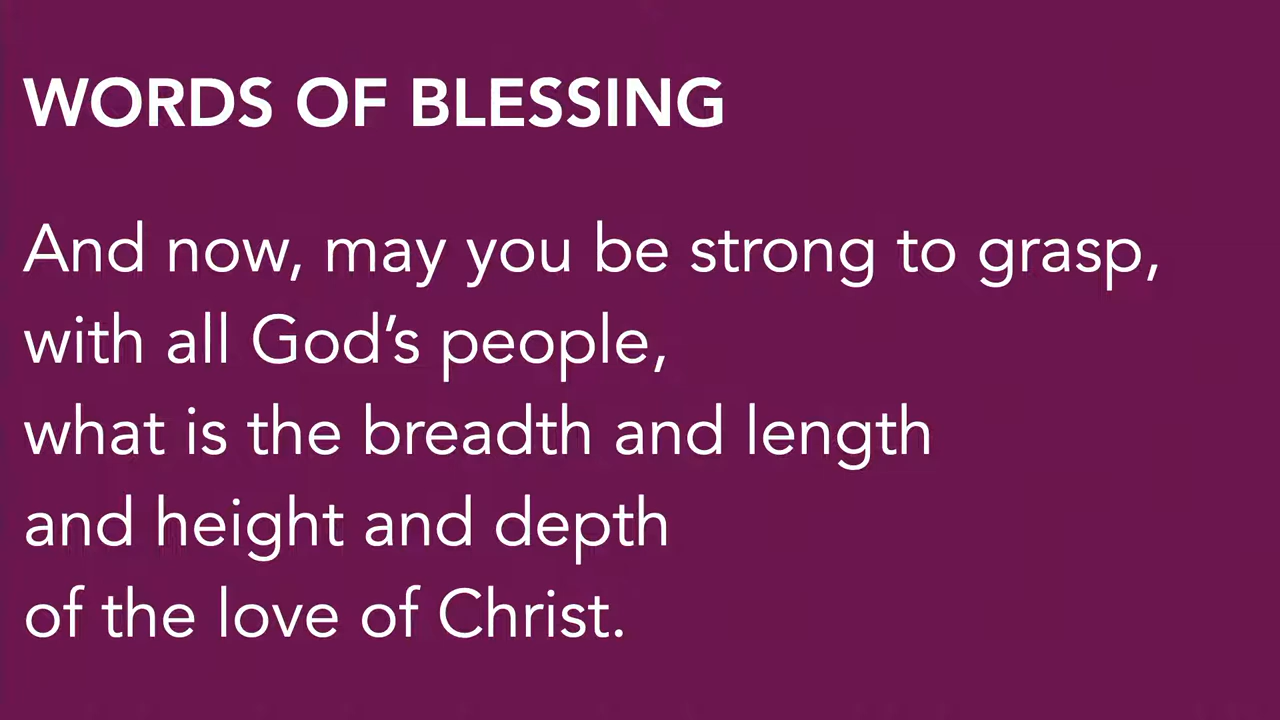 WORDS OF BLESSING
And now, may you be strong to grasp,
with all God’s people,
what is the breadth and length
and height and depth
of the love of Christ.